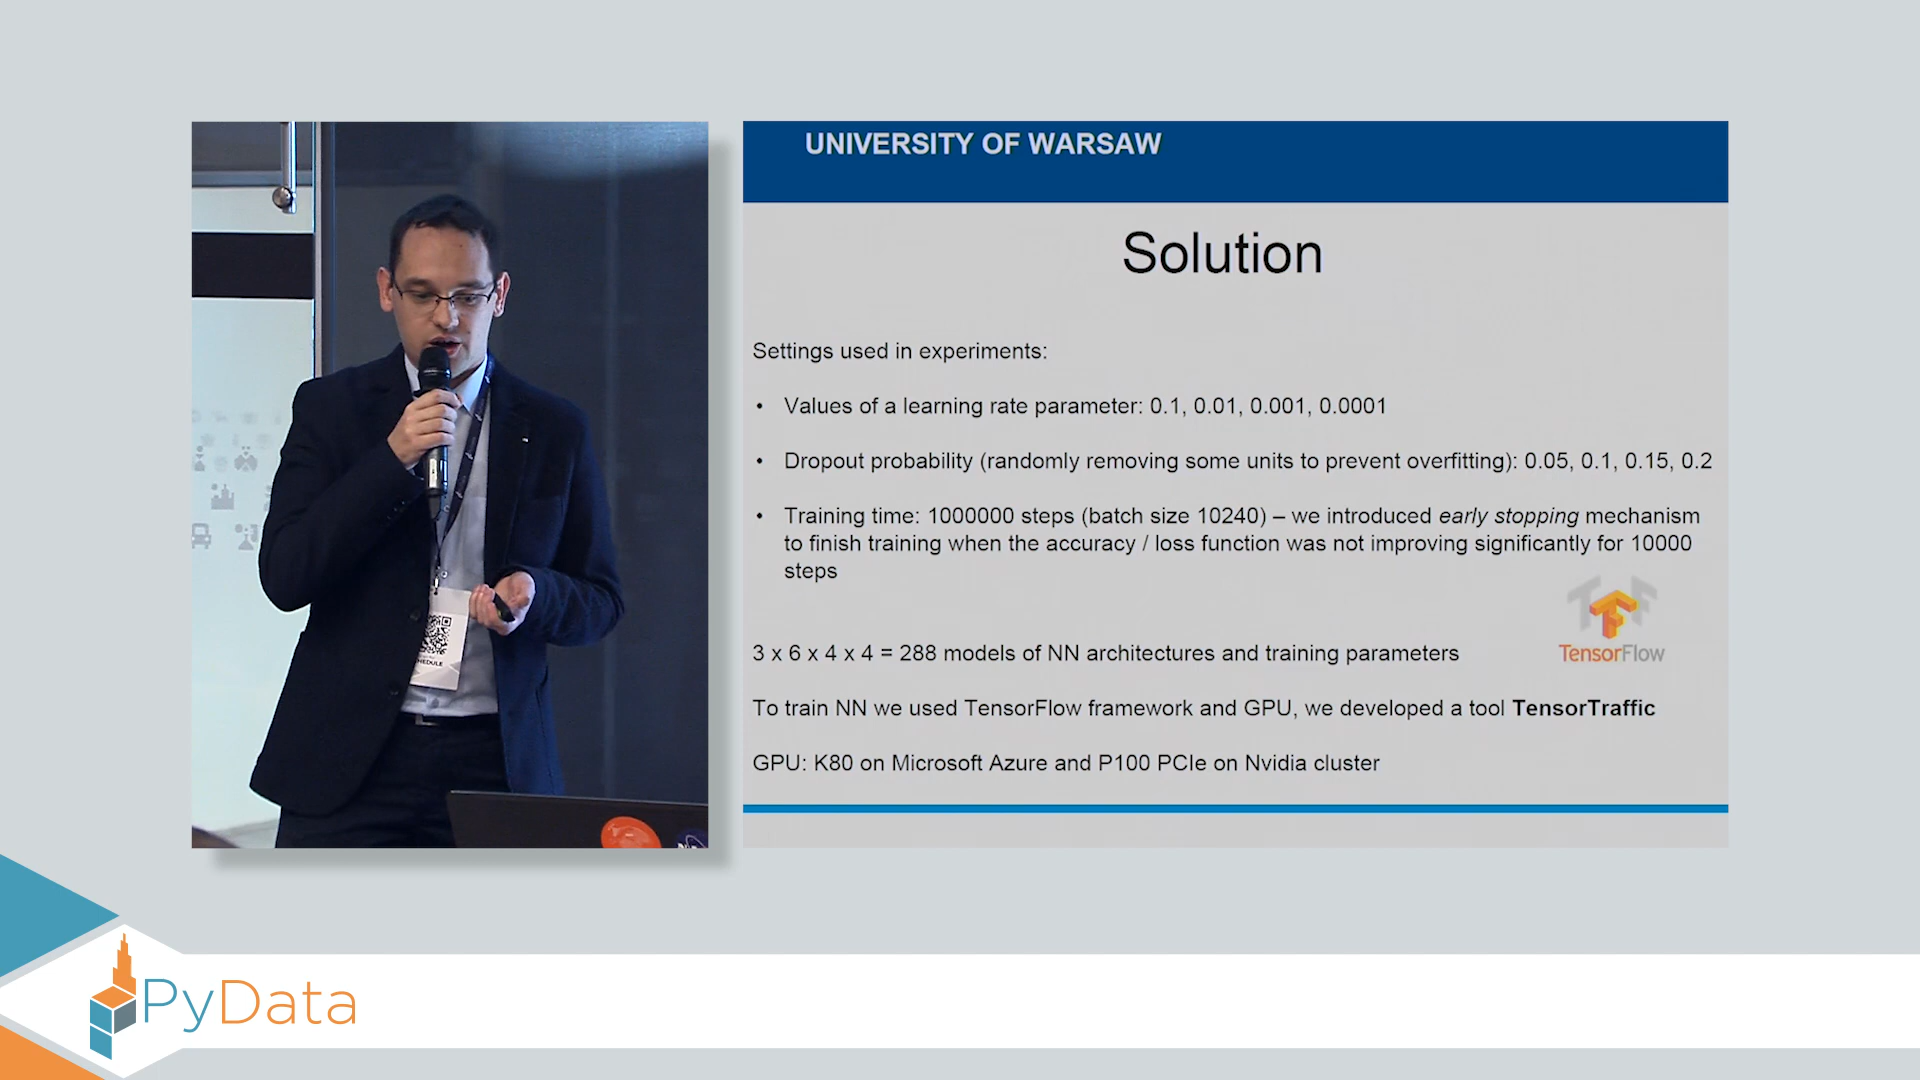 UNIVERSITY OF WARSAW
Solution
Settings used in experiments:
• Values of a learning rate parameter: 0.1, 0.01, 0.001, 0.0001
• Dropout probability (randomly removing some units to prevent overfitting): 0.05, 0.1, 0.15, 0.2
• Training time: 1000000 steps (batch size 10240) – we introduced early stopping mechanism
to finish training when the accuracy / loss function was not improving significantly for 10000
steps
TensorFlow
3 x 6 x 4 x 4 = 288 models of NN architectures and training parameters
To train NN we used TensorFlow framework and GPU, we developed a tool TensorTraffic
GPU: K80 on Microsoft Azure and P100 PCIe on Nvidia cluster
PyData